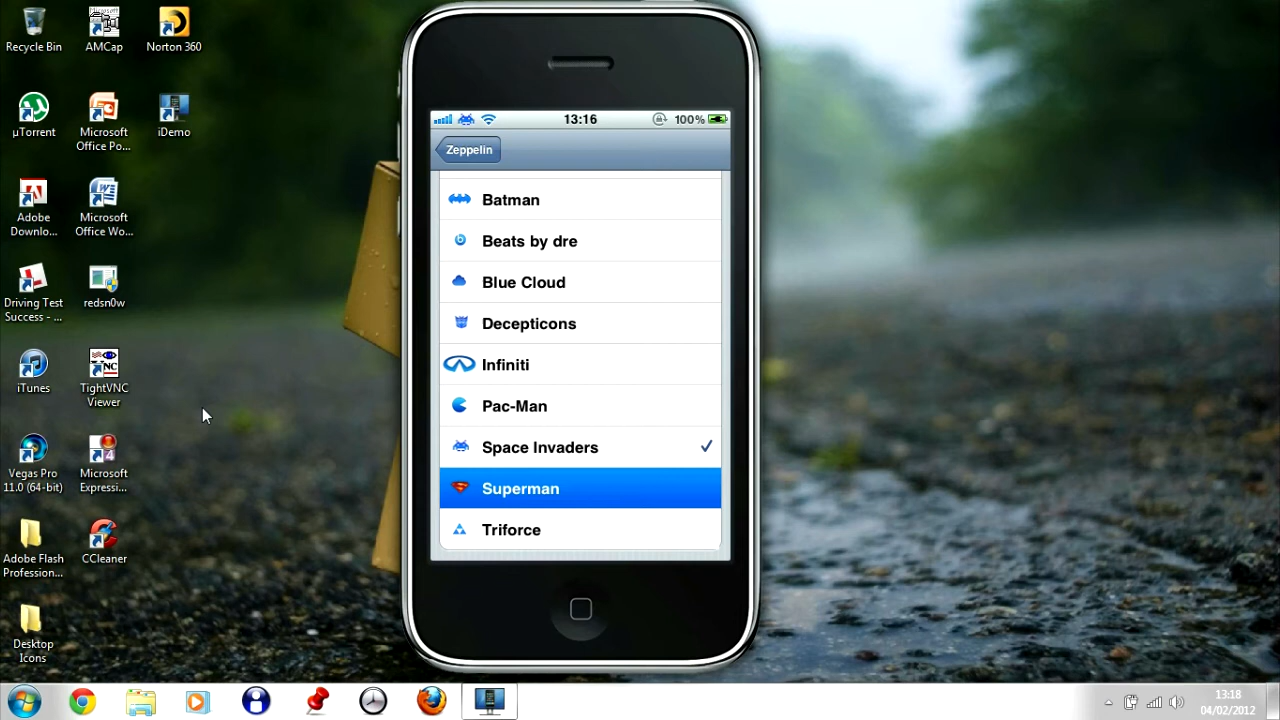 Recycle Bin
AMCap
Norton 360
µTorrent
Microsoft
Office Po...
iDemo
Adobe
Downlo...
Microsoft
Office Wo...
Driving Test
Success - ...
redsn0w
iTunes
TightVNC
Viewer
Vegas Pro
11.0 (64-bit)
Microsoft
Expressi...
Adobe Flash
Profession...
CCleaner
Desktop
Icons
13:16
100%
Zeppelin
Batman
Beats by dre
Blue Cloud
Decepticons
Infiniti
Pac-Man
Space Invaders
Superman
Triforce
13:18
04/02/2012